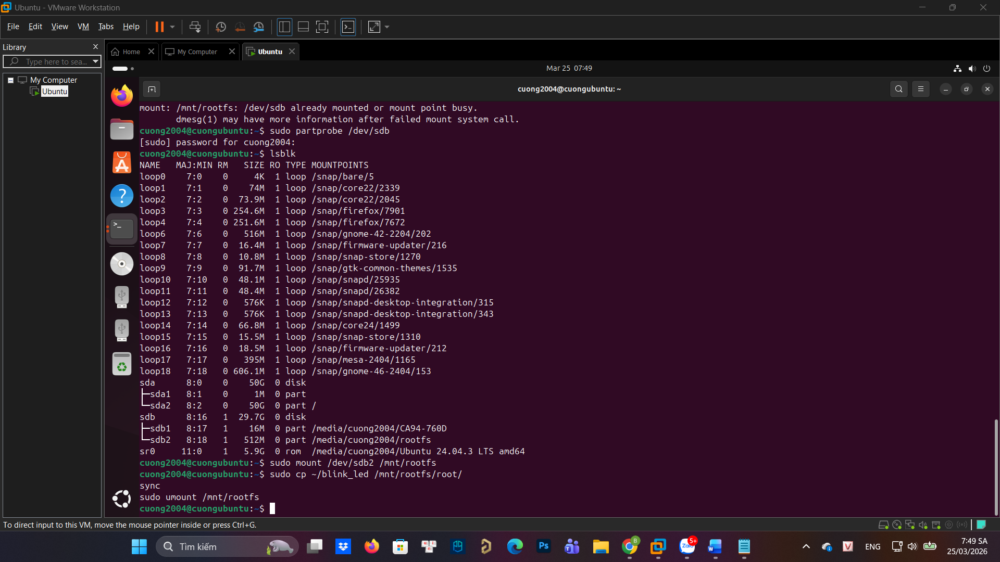 Ubuntu - VMware Workstation
File Edit View VM Tabs Help
Library
Type here to sea...
My Computer
Ubuntu
Home
My Computer
Ubuntu
Mar 25 07:49
cuong2004@cuongubuntu: ~
mount: /mnt/rootfs: /dev/sdb already mounted or mount point busy.
dmesg(1) may have more information after failed mount system call.
cuong2004@cuongubuntu:~$ sudo partprobe /dev/sdb
[sudo] password for cuong2004:
cuong2004@cuongubuntu:~$ lsblk
NAME MAJ:MIN RM SIZE RO TYPE MOUNTPOINTS
loop0 7:0 0 4K 1 loop /snap/bare/5
loop1 7:1 0 74M 1 loop /snap/core22/2339
loop2 7:2 0 73.9M 1 loop /snap/core22/2045
loop3 7:3 0 254.6M 1 loop /snap/firefox/7901
loop4 7:4 0 251.6M 1 loop /snap/firefox/7672
loop6 7:6 0 516M 1 loop /snap/gnome-42-2204/202
loop7 7:7 0 16.4M 1 loop /snap/firmware-updater/216
loop8 7:8 0 10.8M 1 loop /snap/snap-store/1270
loop9 7:9 0 91.7M 1 loop /snap/gtk-common-themes/1535
loop10 7:10 0 48.1M 1 loop /snap/snapd/25935
loop11 7:11 0 48.4M 1 loop /snap/snapd/26382
loop12 7:12 0 576K 1 loop /snap/snapd-desktop-integration/315
loop13 7:13 0 576K 1 loop /snap/snapd-desktop-integration/343
loop14 7:14 0 66.8M 1 loop /snap/core24/1499
loop15 7:15 0 15.5M 1 loop /snap/snap-store/1310
loop16 7:16 0 18.5M 1 loop /snap/firmware-updater/212
loop17 7:17 0 395M 1 loop /snap/mesa-2404/1165
loop18 7:18 0 606.1M 1 loop /snap/gnome-46-2404/153
sda 8:0 0 50G 0 disk
├─sda1 8:1 0 1M 0 part
└─sda2 8:2 0 50G 0 part /
sdb 8:16 1 29.7G 0 disk
├─sdb1 8:17 1 16M 0 part /media/cuong2004/CA94-760D
└─sdb2 8:18 1 512M 0 part /media/cuong2004/rootfs
sr0 11:0 1 5.9G 0 rom /media/cuong2004/Ubuntu 24.04.3 LTS amd64
cuong2004@cuongubuntu:~$ sudo mount /dev/sdb2 /mnt/rootfs
cuong2004@cuongubuntu:~$ sudo cp ~/blink_led /mnt/rootfs/root/
sync
sudo umount /mnt/rootfs
cuong2004@cuongubuntu:~$
To direct input to this VM, move the mouse pointer inside or press Ctrl+G.
Tìm kiếm
Ps
Zalo
5+
B
ENG
7:49 SA
25/03/2026